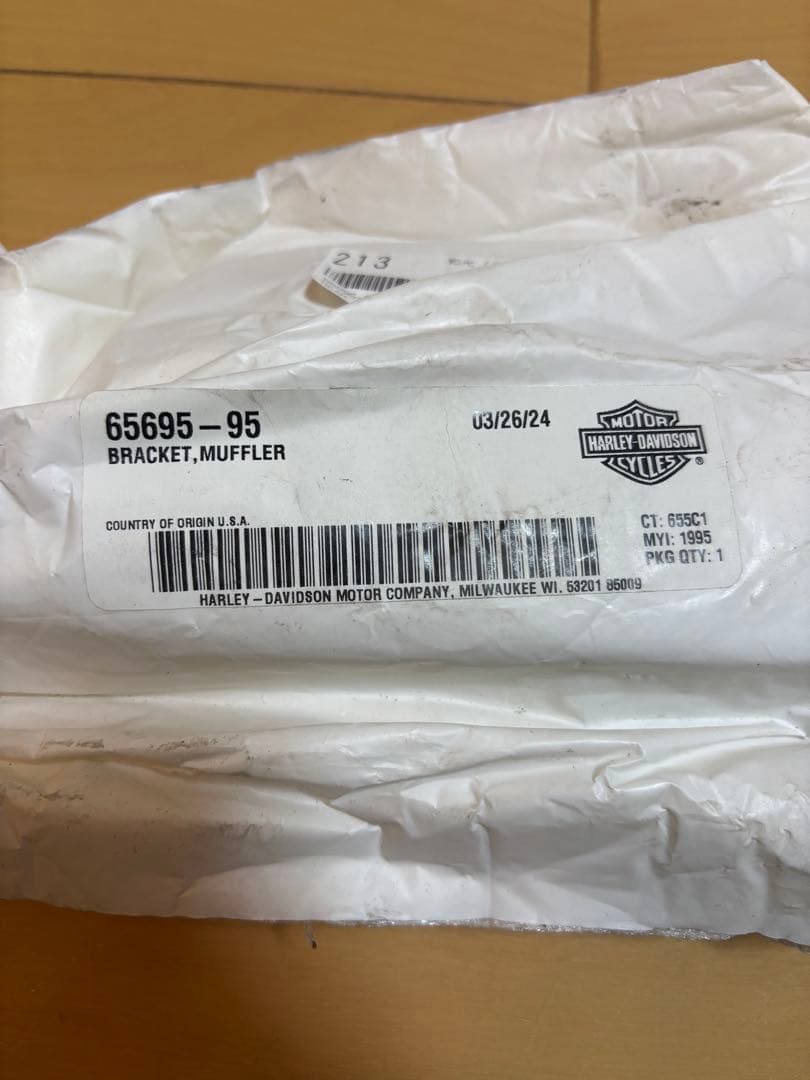 213
65695-95
BRACKET,MUFFLER
03/26/24
MOTOR
HARLEY-DAVIDSON
CYCLES
®
COUNTRY OF ORIGIN U.S.A.
CT: 655C1
MYI: 1995
PKG QTY: 1
HARLEY-DAVIDSON MOTOR COMPANY, MILWAUKEE WI. 53201 85009